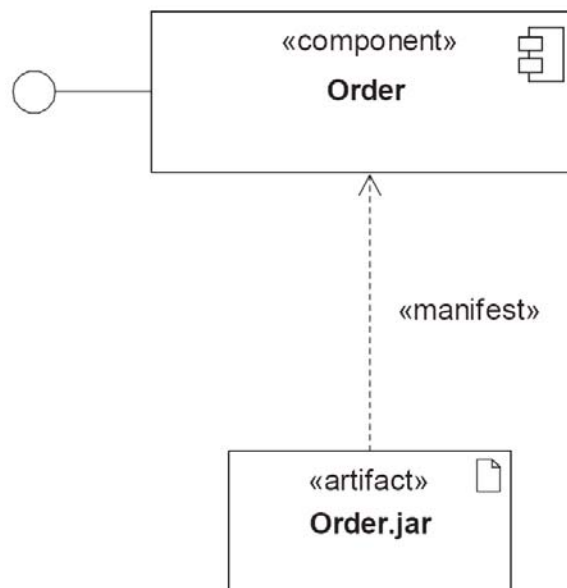 «component»
Order
«manifest»
«artifact»
Order.jar